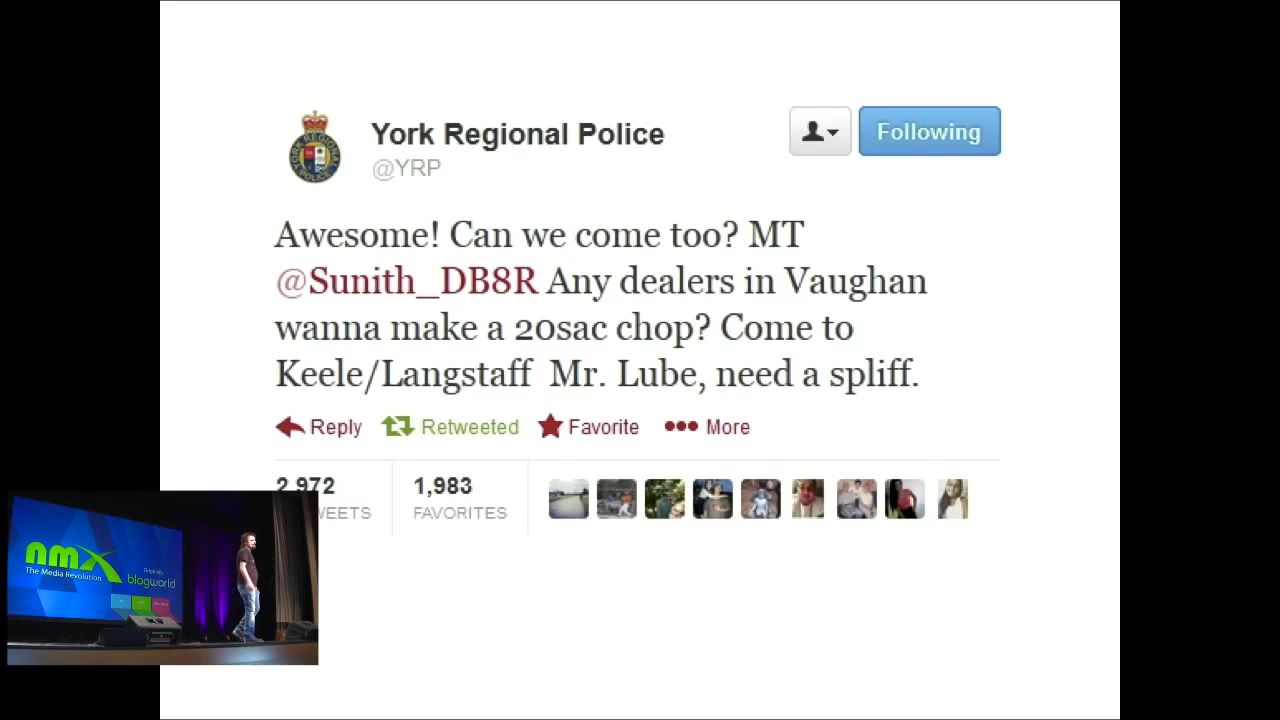 York Regional Police
@YRP
Following
Awesome! Can we come too? MT
@Sunith_DB8R Any dealers in Vaughan
wanna make a 20sac chop? Come to
Keele/Langstaff Mr. Lube, need a spliff.
Reply Retweeted Favorite More
2,972 1,983
WEETS FAVORITES
nmx
The Media Revolution
Originally
blogworld